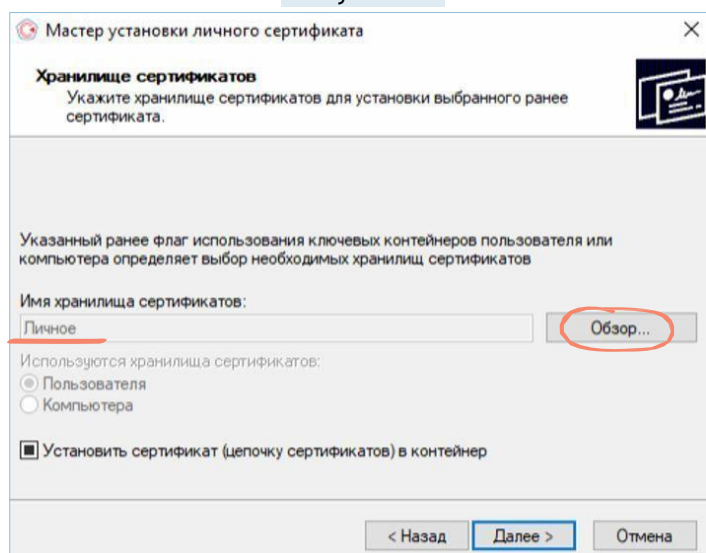 Мастер установки личного сертификата
Хранилище сертификатов
Укажите хранилище сертификатов для установки выбранного ранее
сертификата.
Указанный ранее флаг использования ключевых контейнеров пользователя или
компьютера определяет выбор необходимых хранилищ сертификатов
Имя хранилища сертификатов:
Личное
Обзор...
Используются хранилища сертификатов:
Пользователя
Компьютера
Установить сертификат (цепочку сертификатов) в контейнер
< Назад
Далее >
Отмена